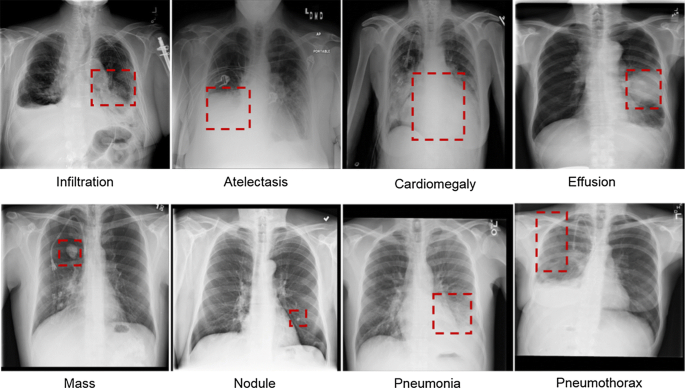 Infiltration
Atelectasis
Cardiomegaly
Effusion
Mass
Nodule
Pneumonia
Pneumothorax